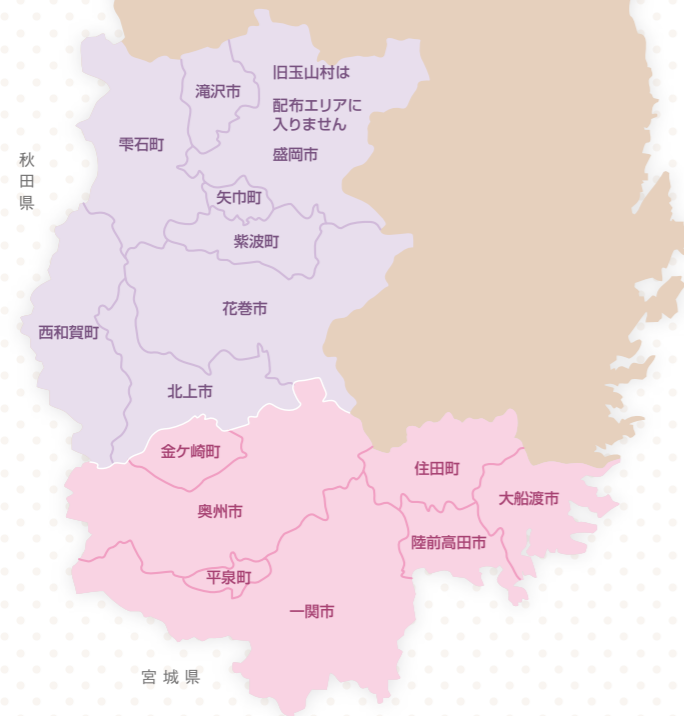 旧玉山村は
滝沢市
配布エリアに
入りません
雫石町
盛岡市
秋田県
矢巾町
紫波町
花巻市
西和賀町
北上市
金ケ崎町
住田町
大船渡市
奥州市
陸前高田市
平泉町
一関市
宮城県